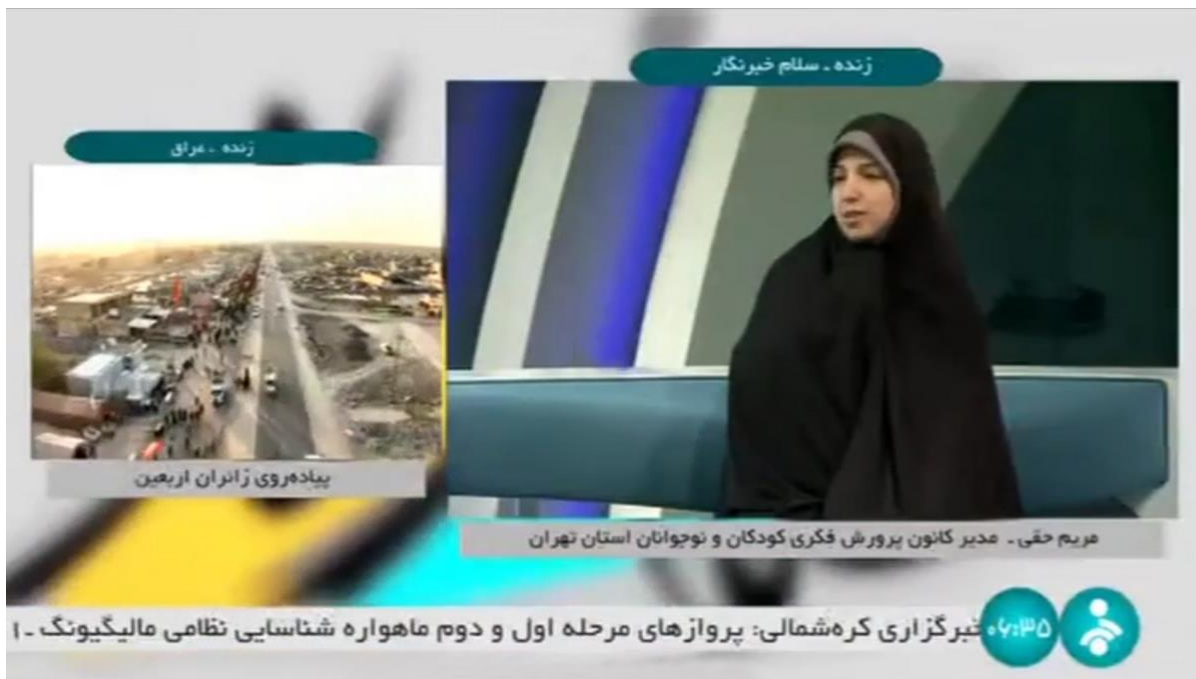 زنده ـ سلام خبرنگار
زنده ـ عراق
پیاده‌روی زائران اربعین
مریم حقی ـ مدیر کانون پرورش فکری کودکان و نوجوانان استان تهران
۰۶:۳۵
خبرگزاری کره‌شمالی: پروازهای مرحله اول و دوم ماهواره شناسایی نظامی مالیگیونگ ـ ۱